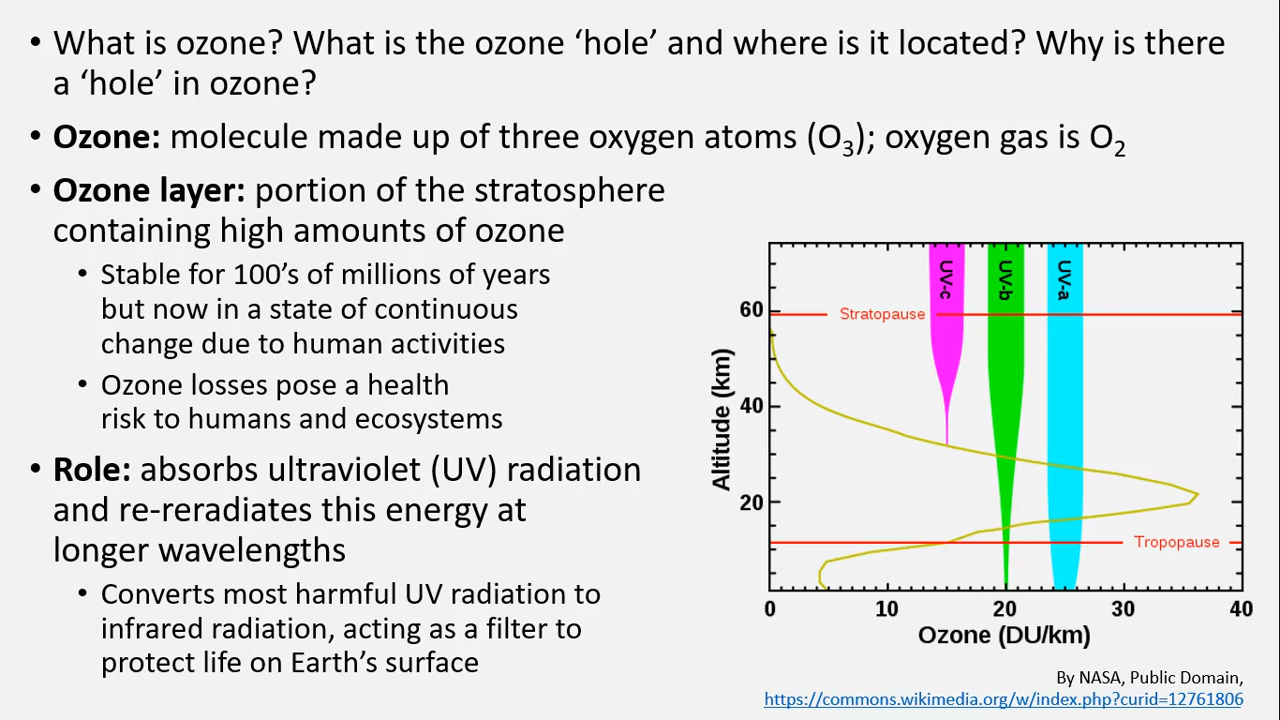 • What is ozone? What is the ozone ‘hole’ and where is it located? Why is there
a ‘hole’ in ozone?
• Ozone: molecule made up of three oxygen atoms (O₃); oxygen gas is O₂
• Ozone layer: portion of the stratosphere
containing high amounts of ozone
• Stable for 100’s of millions of years
but now in a state of continuous
change due to human activities
• Ozone losses pose a health
risk to humans and ecosystems
• Role: absorbs ultraviolet (UV) radiation
and re-reradiates this energy at
longer wavelengths
• Converts most harmful UV radiation to
infrared radiation, acting as a filter to
protect life on Earth’s surface
UV-c
UV-b
UV-a
Stratopause
Tropopause
Altitude (km)
60
40
20
0 10 20 30 40
Ozone (DU/km)
By NASA, Public Domain,
https://commons.wikimedia.org/w/index.php?curid=12761806